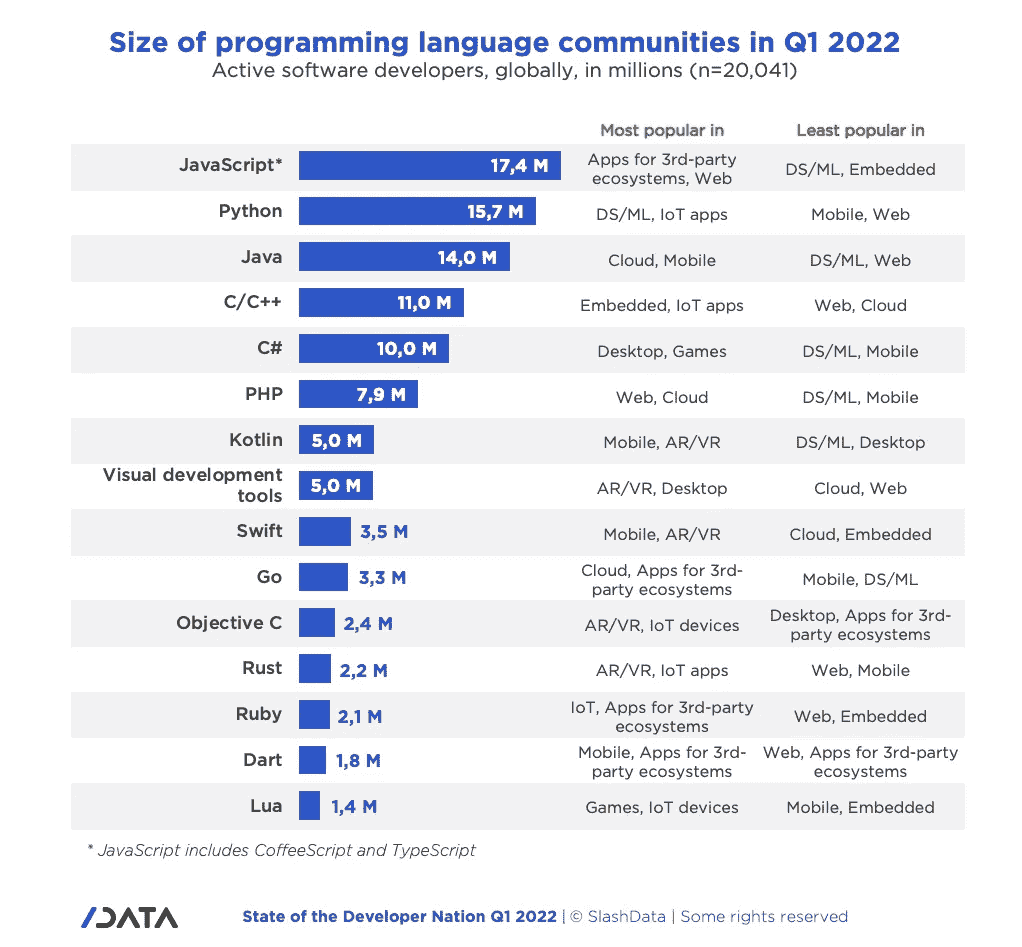 Size of programming language communities in Q1 2022
Active software developers, globally, in millions (n=20,041)
Most popular in Least popular in
JavaScript* 17,4 M Apps for 3rd-party DS/ML, Embedded
ecosystems, Web
Python 15,7 M DS/ML, IoT apps Mobile, Web
Java 14,0 M Cloud, Mobile DS/ML, Web
C/C++ 11,0 M Embedded, IoT apps Web, Cloud
C# 10,0 M Desktop, Games DS/ML, Mobile
PHP 7,9 M Web, Cloud DS/ML, Mobile
Kotlin 5,0 M Mobile, AR/VR DS/ML, Desktop
Visual development 5,0 M AR/VR, Desktop Cloud, Web
tools
Swift 3,5 M Mobile, AR/VR Cloud, Embedded
Go 3,3 M Cloud, Apps for 3rd- Mobile, DS/ML
party ecosystems
Objective C 2,4 M AR/VR, IoT devices Desktop, Apps for 3rd-
party ecosystems
Rust 2,2 M AR/VR, IoT apps Web, Mobile
Ruby 2,1 M IoT, Apps for 3rd-party Web, Embedded
ecosystems
Dart 1,8 M Mobile, Apps for 3rd- Web, Apps for 3rd-party
party ecosystems ecosystems
Lua 1,4 M Games, IoT devices Mobile, Embedded
* JavaScript includes CoffeeScript and TypeScript
/DATA State of the Developer Nation Q1 2022 | © SlashData | Some rights reserved